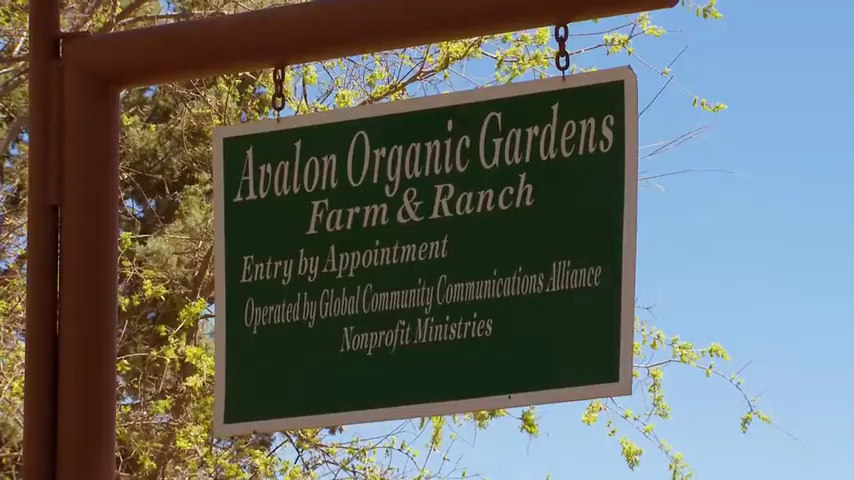 Avalon Organic Gardens
Farm & Ranch
Entry by Appointment
Operated by Global Community Communications Alliance
Nonprofit Ministries